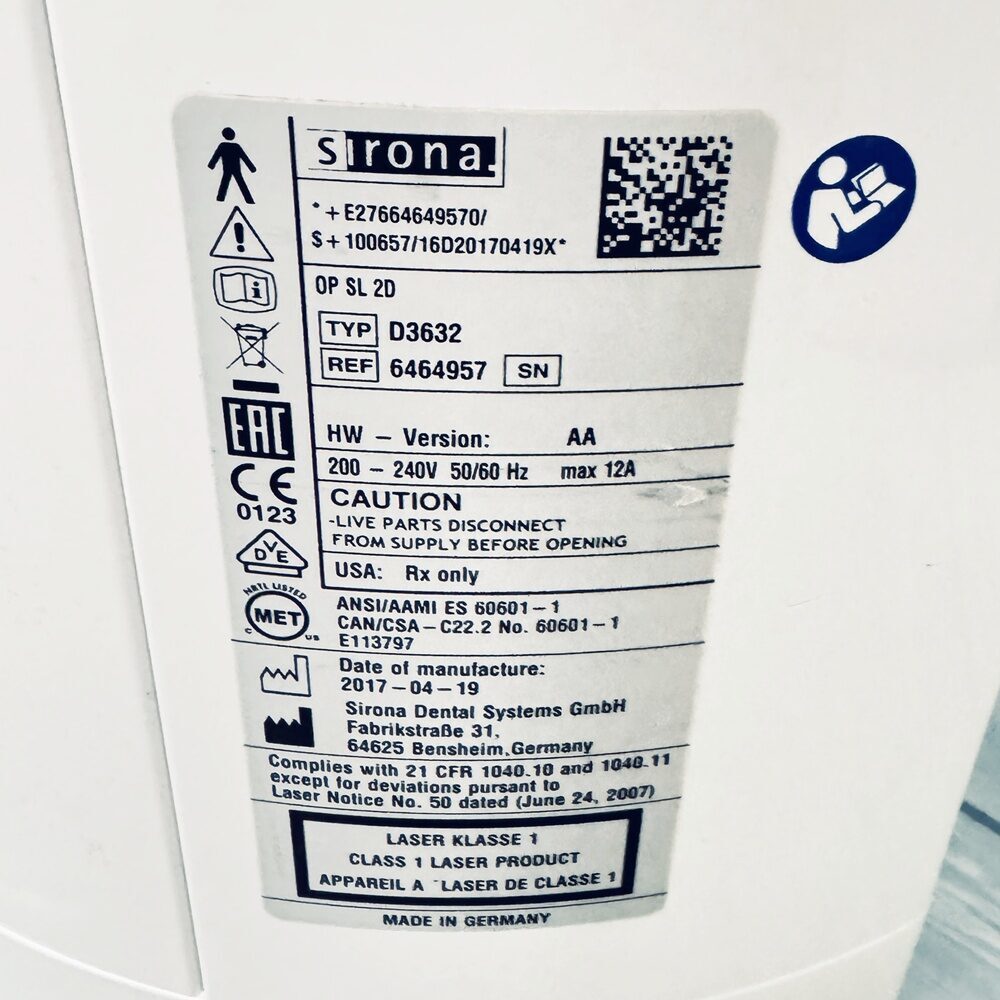 sirona.
*+E27664649570/
$+100657/16D20170419X*
OP SL 2D
TYP D3632
REF 6464957 SN
HW – Version: AA
200 – 240V 50/60 Hz max 12A
CAUTION
-LIVE PARTS DISCONNECT
FROM SUPPLY BEFORE OPENING
USA: Rx only
EAC
CE
0123
DVE
NRTL LISTED
MET
C US
ANSI/AAMI ES 60601–1
CAN/CSA–C22.2 No. 60601–1
E113797
Date of manufacture:
2017–04–19
Sirona Dental Systems GmbH
Fabrikstraße 31,
64625 Bensheim,Germany
Complies with 21 CFR 1040.10 and 1040.11
except for deviations pursuant to
Laser Notice No. 50 dated (June 24, 2007)
LASER KLASSE 1
CLASS 1 LASER PRODUCT
APPAREIL A LASER DE CLASSE 1
MADE IN GERMANY